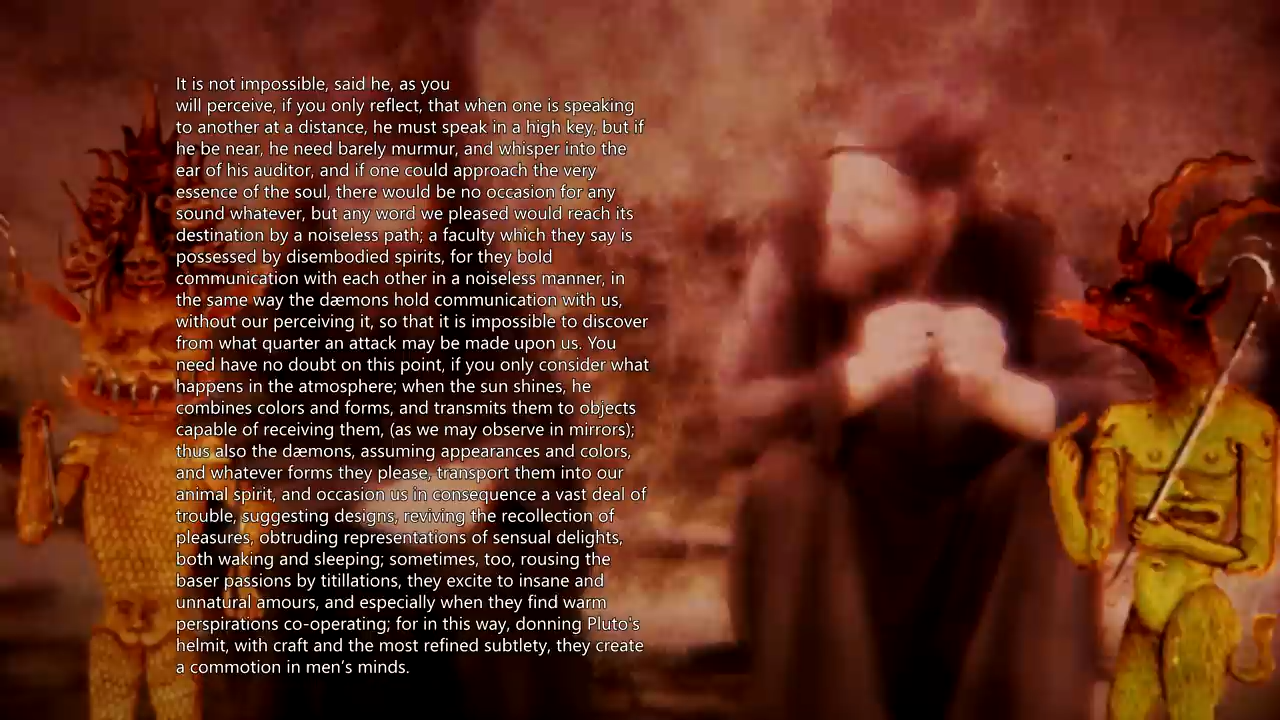 It is not impossible, said he, as you
will perceive, if you only reflect, that when one is speaking
to another at a distance, he must speak in a high key, but if
he be near, he need barely murmur, and whisper into the
ear of his auditor, and if one could approach the very
essence of the soul, there would be no occasion for any
sound whatever, but any word we pleased would reach its
destination by a noiseless path; a faculty which they say is
possessed by disembodied spirits, for they bold
communication with each other in a noiseless manner, in
the same way the dæmons hold communication with us,
without our perceiving it, so that it is impossible to discover
from what quarter an attack may be made upon us. You
need have no doubt on this point, if you only consider what
happens in the atmosphere; when the sun shines, he
combines colors and forms, and transmits them to objects
capable of receiving them, (as we may observe in mirrors);
thus also the dæmons, assuming appearances and colors,
and whatever forms they please, transport them into our
animal spirit, and occasion us in consequence a vast deal of
trouble, suggesting designs, reviving the recollection of
pleasures, obtruding representations of sensual delights,
both waking and sleeping; sometimes, too, rousing the
baser passions by titillations, they excite to insane and
unnatural amours, and especially when they find warm
perspirations co-operating; for in this way, donning Pluto's
helmit, with craft and the most refined subtlety, they create
a commotion in men’s minds.